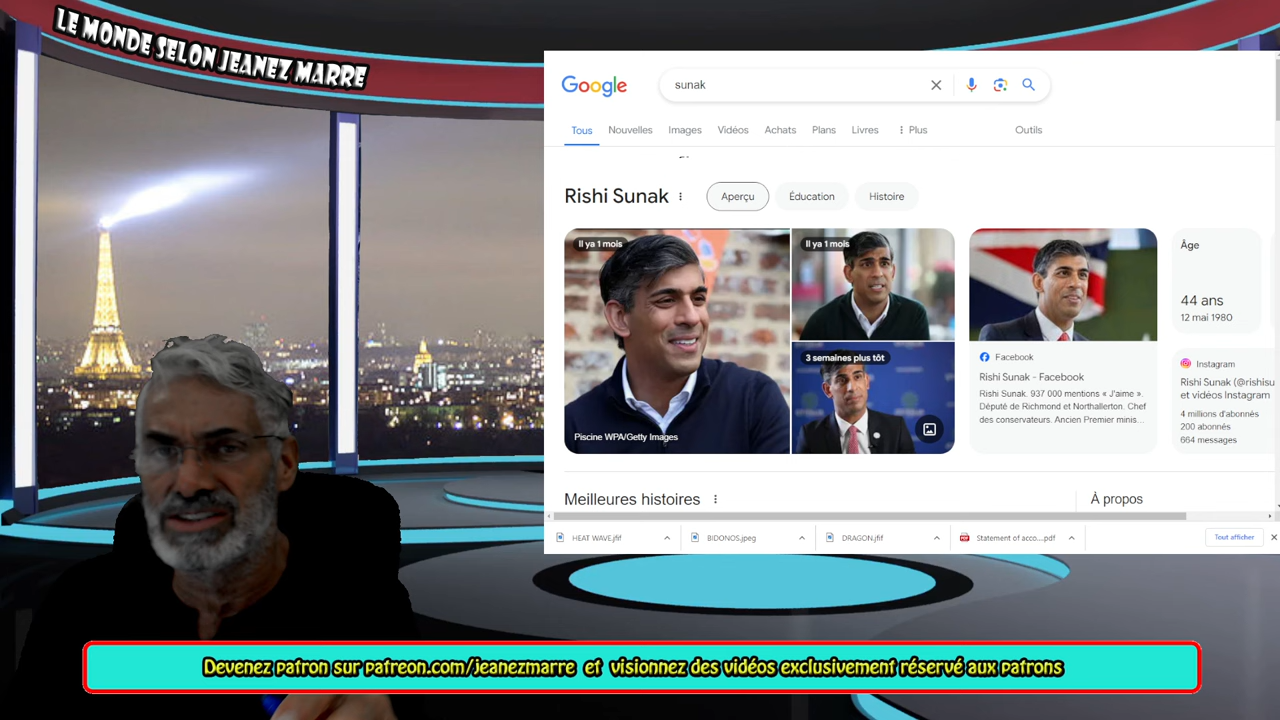 LE MONDE SELON JEANEZ MARRE
Google
sunak
Tous Nouvelles Images Vidéos Achats Plans Livres Plus Outils
Rishi Sunak Aperçu Éducation Histoire
Il ya 1 mois
Piscine WPA/Getty Images
Il ya 1 mois
3 semaines plus tôt
Facebook
Rishi Sunak - Facebook
Rishi Sunak. 937 000 mentions « J'aime ».
Député de Richmond et Northallerton. Chef
des conservateurs. Ancien Premier minis...
Âge
44 ans
12 mai 1980
Instagram
Rishi Sunak (@rishisu
et vidéos Instagram
4 millions d'abonnés
200 abonnés
664 messages
Meilleures histoires
À propos
HEAT WAVE.jfif BIDONOS.jpeg DRAGON.jfif Statement of acco....pdf Tout afficher
Devenez patron sur patreon.com/jeanezmarre et visionnez des vidéos exclusivement réservé aux patrons